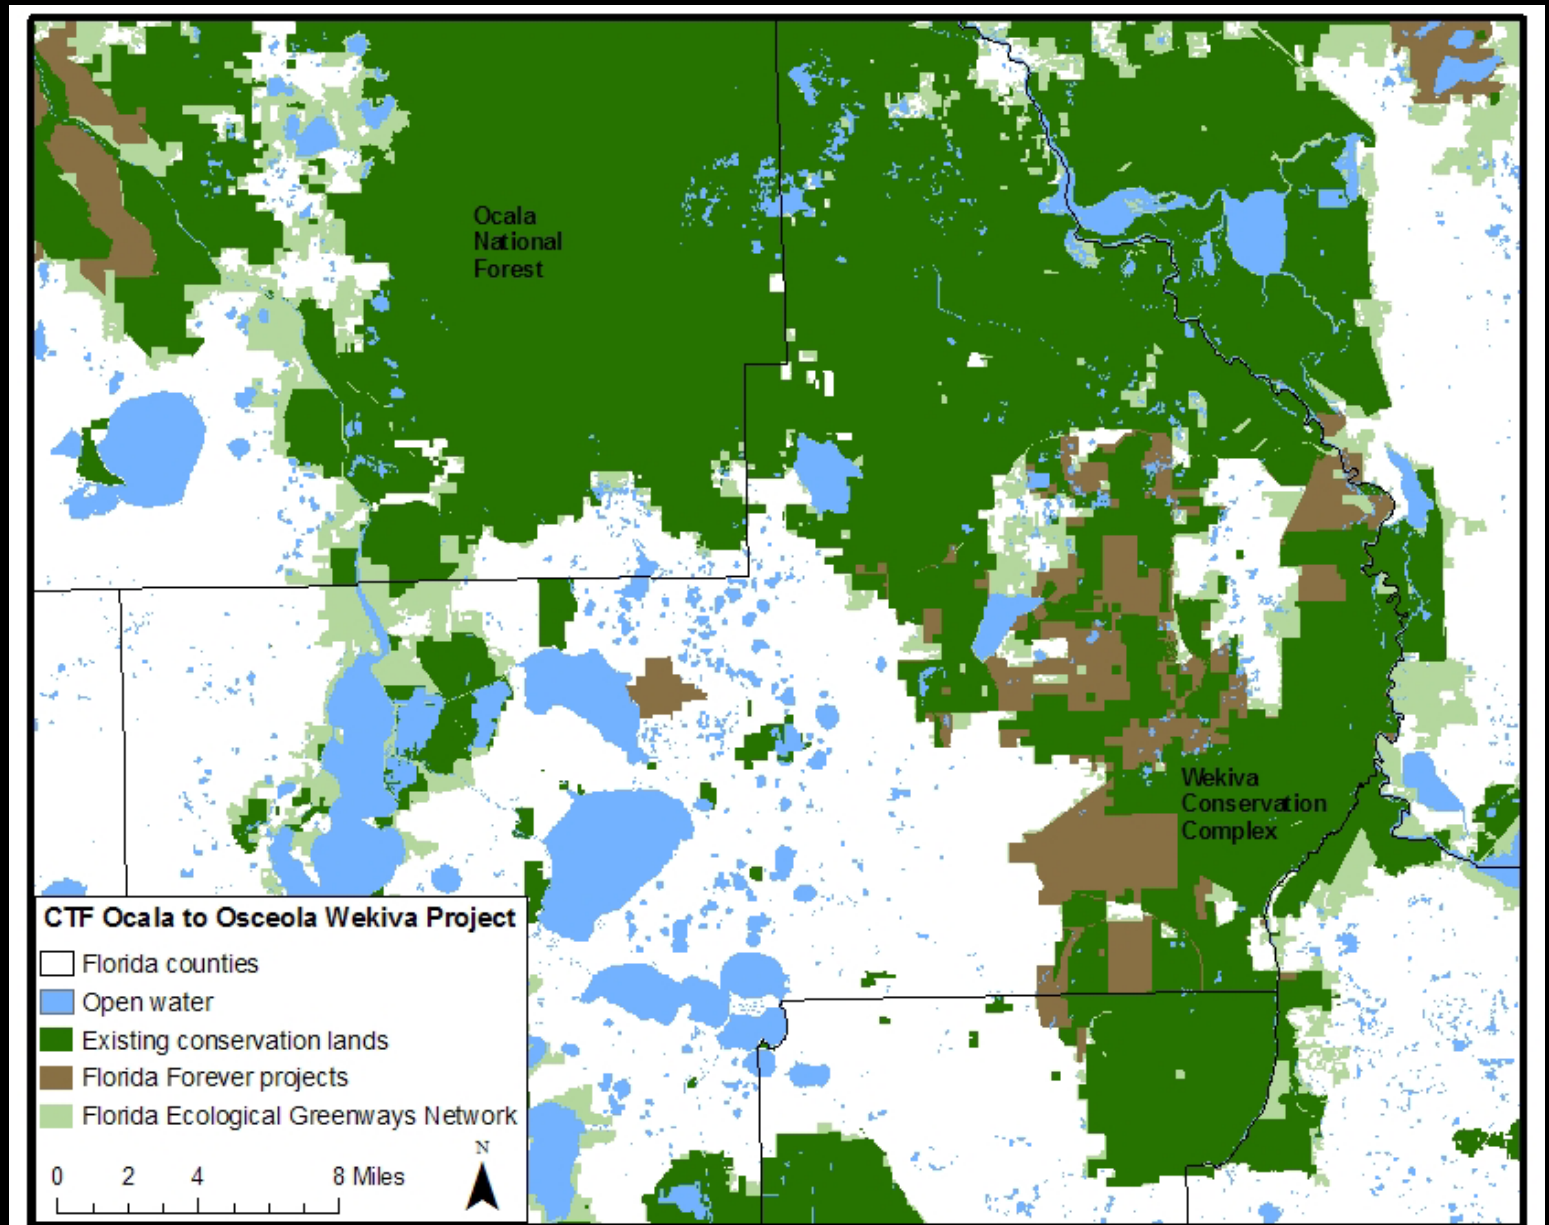 Ocala
National
Forest
Wekiva
Conservation
Complex
CTF Ocala to Osceola Wekiva Project
Florida counties
Open water
Existing conservation lands
Florida Forever projects
Florida Ecological Greenways Network
N
0 2 4 8 Miles